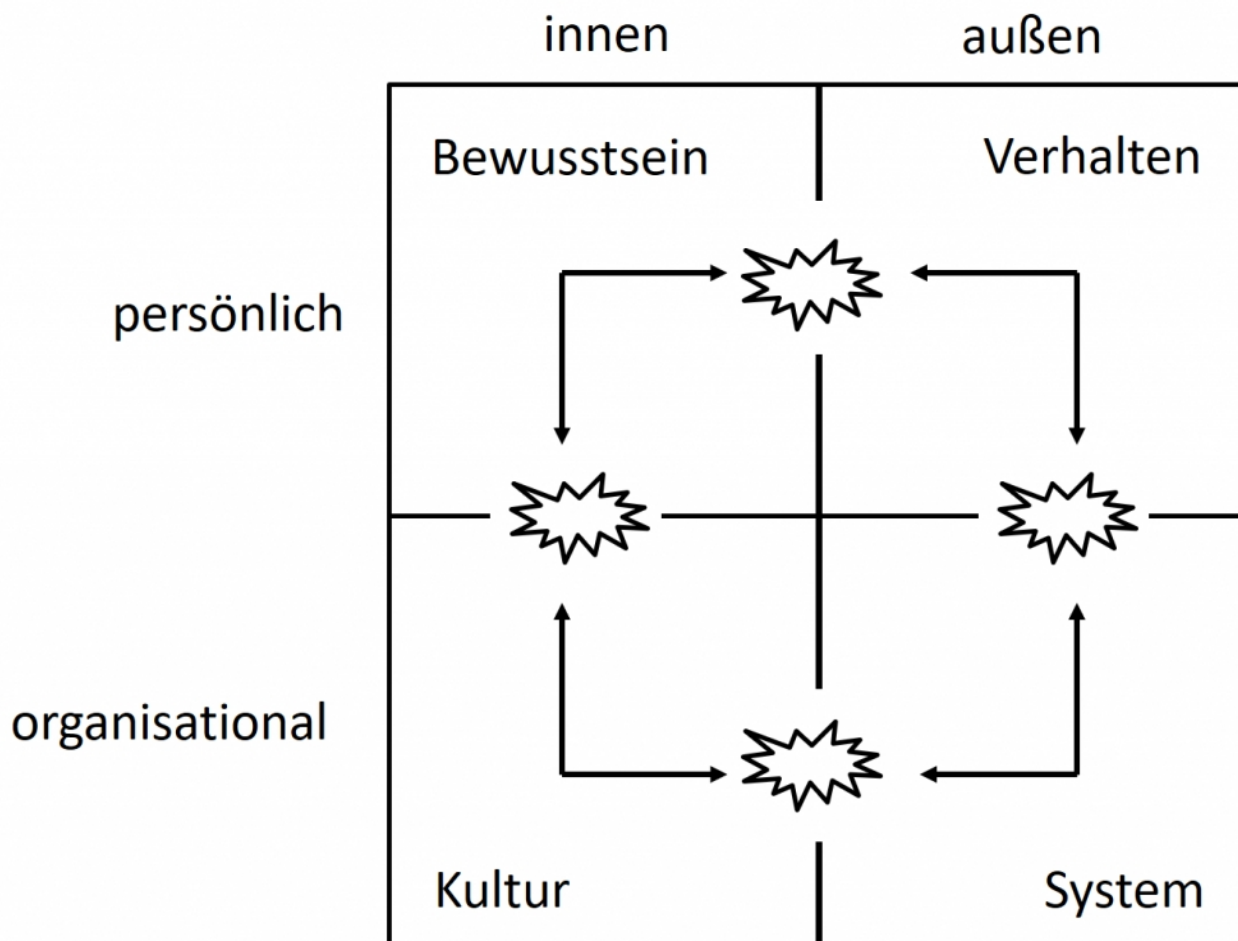 innen
außen
Bewusstsein
Verhalten
persönlich
organisational
Kultur
System